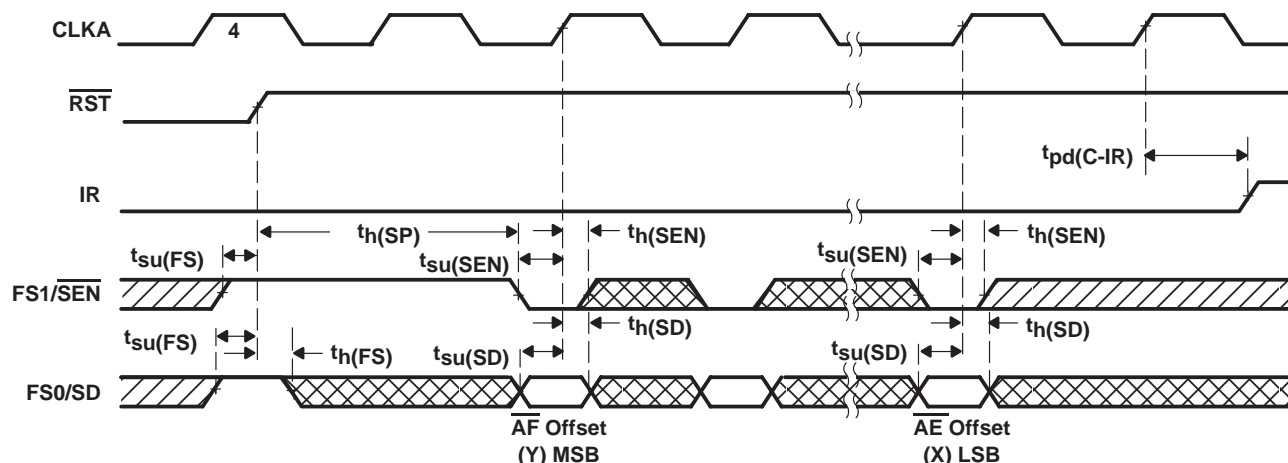 CLKA
4
RST
tpd(C-IR)
IR
th(SP)
th(SEN)
th(SEN)
tsu(FS)
tsu(SEN)
tsu(SEN)
FS1/SEN
th(SD)
th(SD)
tsu(FS)
th(FS)
tsu(SD)
tsu(SD)
FS0/SD
AF Offset
(Y) MSB
AE Offset
(X) LSB